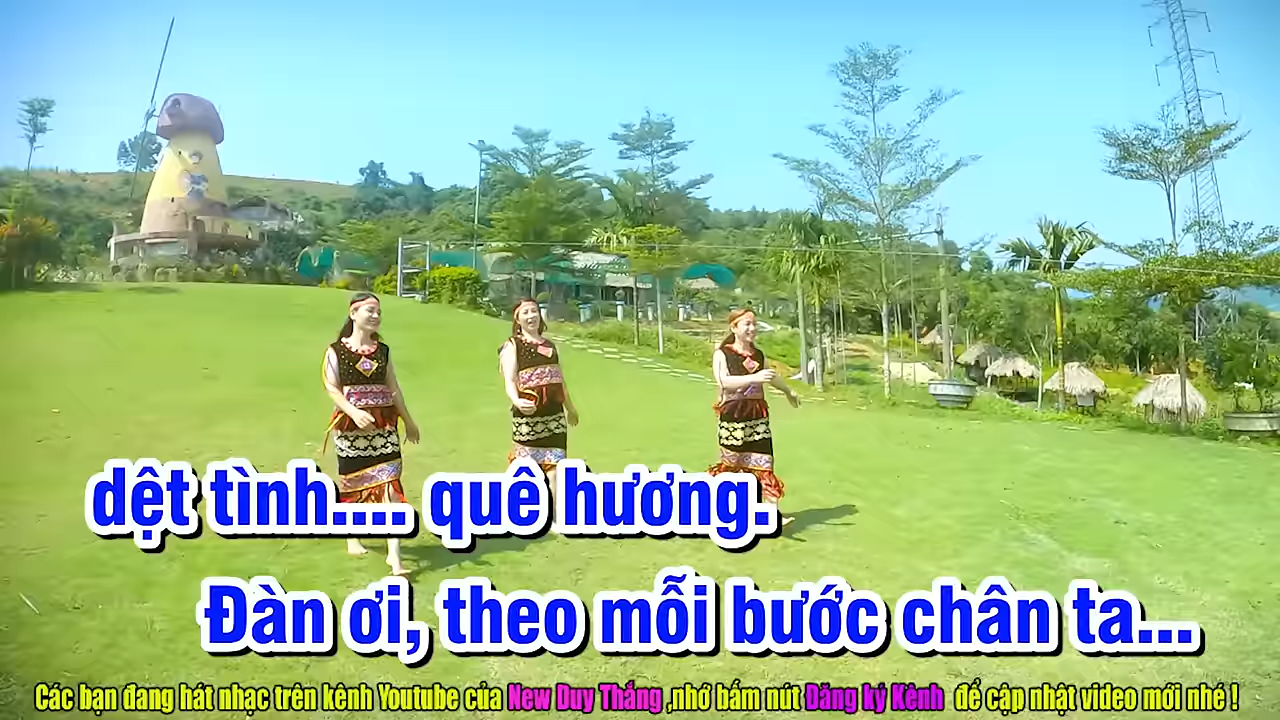 dệt tình.... quê hương.
Đàn ơi, theo mỗi bước chân ta...
Các bạn đang hát nhạc trên kênh Youtube của New Duy Thắng ,nhớ bấm nút Đăng ký Kênh để cập nhật video mới nhé !